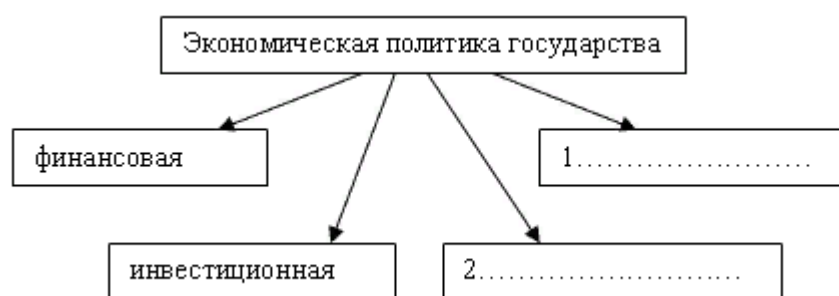 Экономическая политика государства
финансовая
1.......................
инвестиционная
2..........................